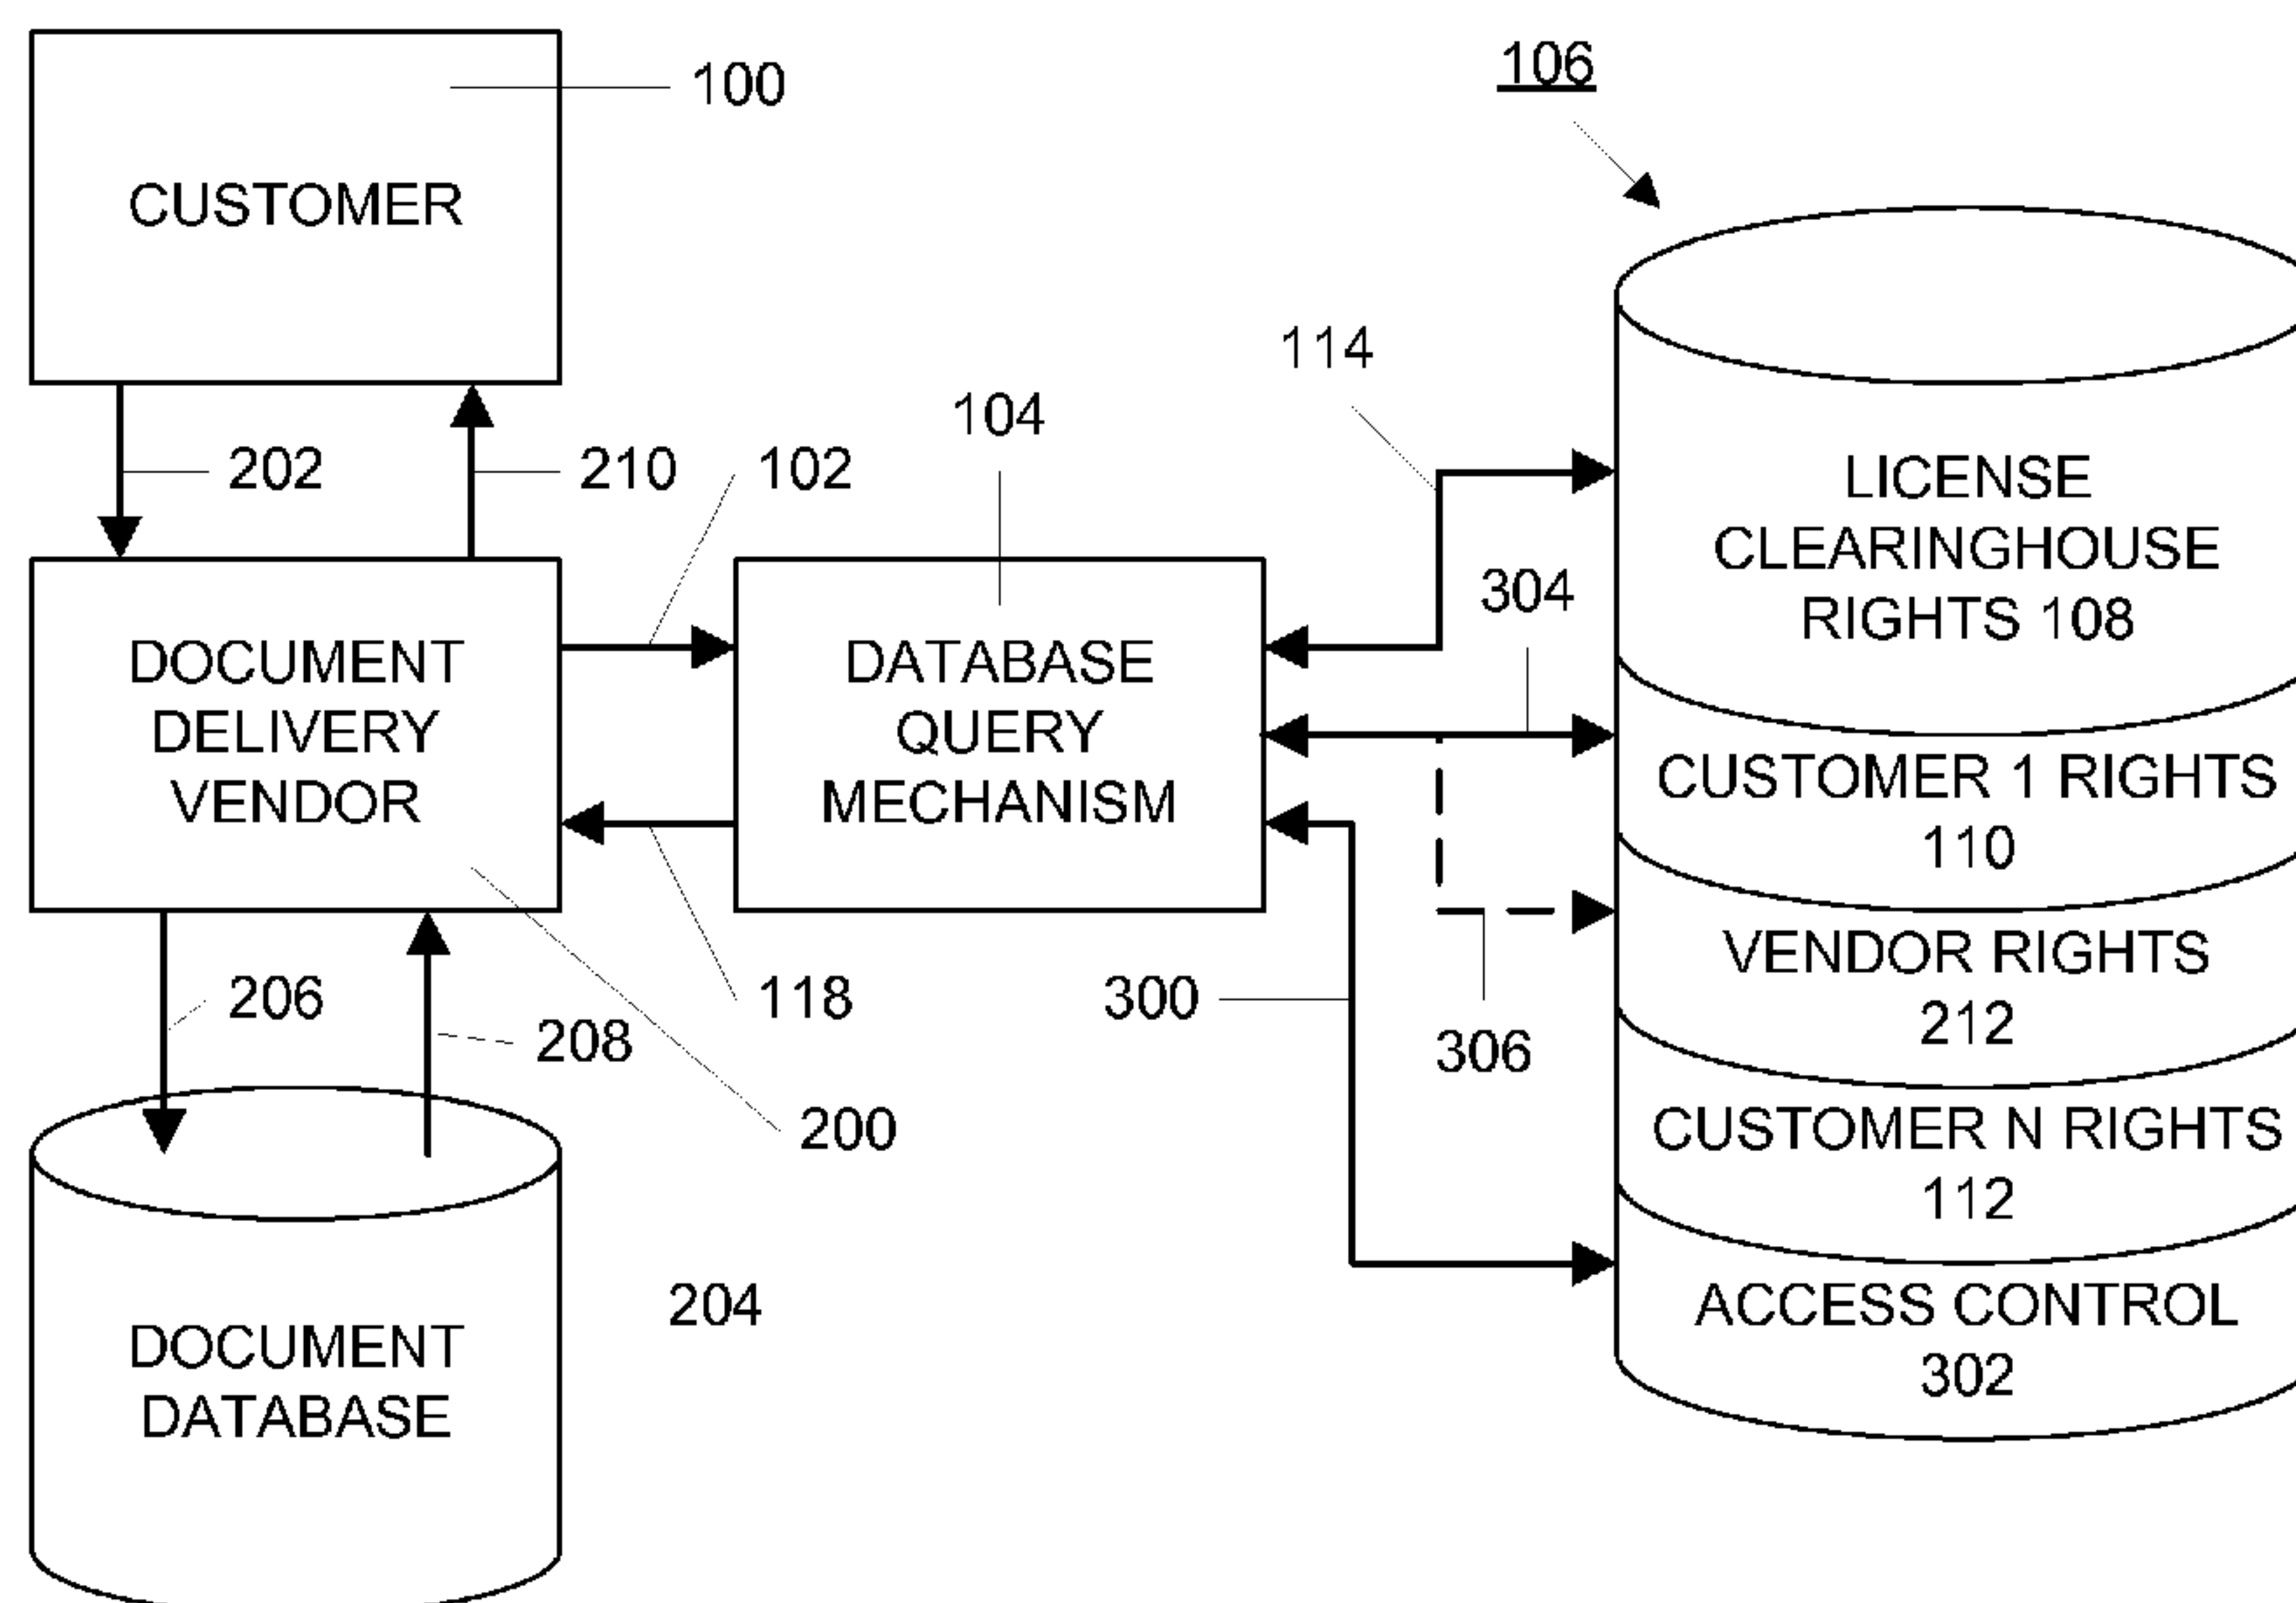 106
100
CUSTOMER
114
104
202
210
102
LICENSE
CLEARINGHOUSE
RIGHTS 108
304
DOCUMENT
DELIVERY
VENDOR
DATABASE
QUERY
MECHANISM
CUSTOMER 1 RIGHTS
110
VENDOR RIGHTS
212
206
208
118
300
306
200
CUSTOMER N RIGHTS
112
204
ACCESS CONTROL
302
DOCUMENT
DATABASE